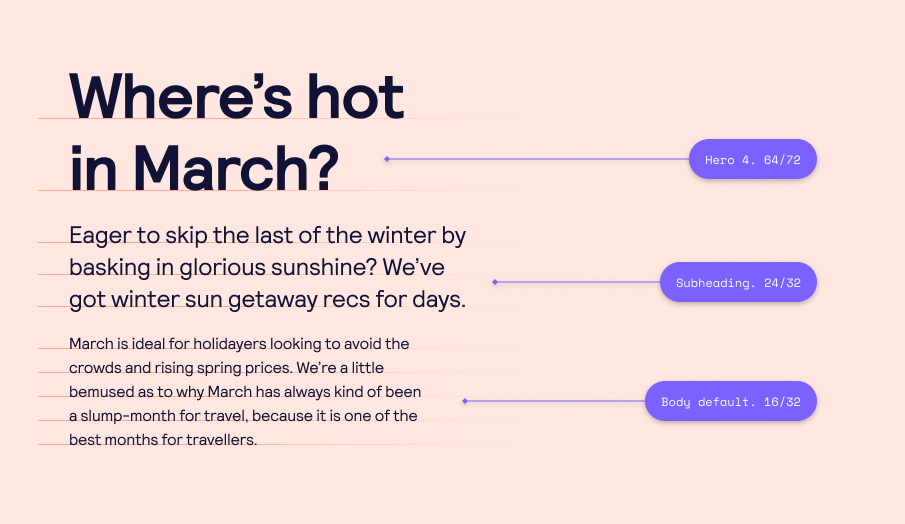 Where’s hot
in March?
Hero 4. 64/72
Eager to skip the last of the winter by
basking in glorious sunshine? We’ve
got winter sun getaway recs for days.
Subheading. 24/32
March is ideal for holidayers looking to avoid the
crowds and rising spring prices. We’re a little
bemused as to why March has always kind of been
a slump-month for travel, because it is one of the
best months for travellers.
Body default. 16/32